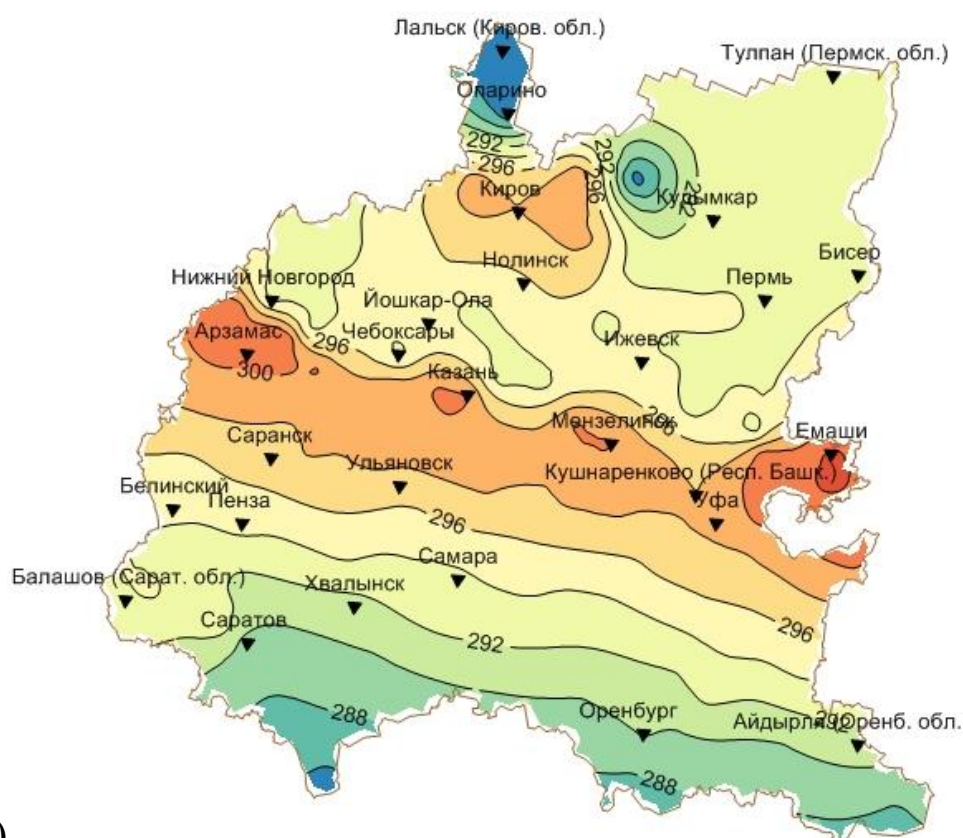 Лальск (Киров. обл.)
Тулпан (Пермск. обл.)
Опарино
292
292
296
296
Киров
292
Кудымкар
Нолинск
Бисер
Нижний Новгород
Пермь
Йошкар-Ола
Арзамас
Чебоксары
296
Ижевск
300
Казань
Мензелинск
296
Емаши
Саранск
Ульяновск
Кушнаренково (Респ. Башк.)
Белинский
Пенза
Уфа
296
Самара
Балашов (Сарат. обл.)
Хвалынск
Саратов
292
296
288
Оренбург
Айдырля (Оренб. обл.
292
288
)